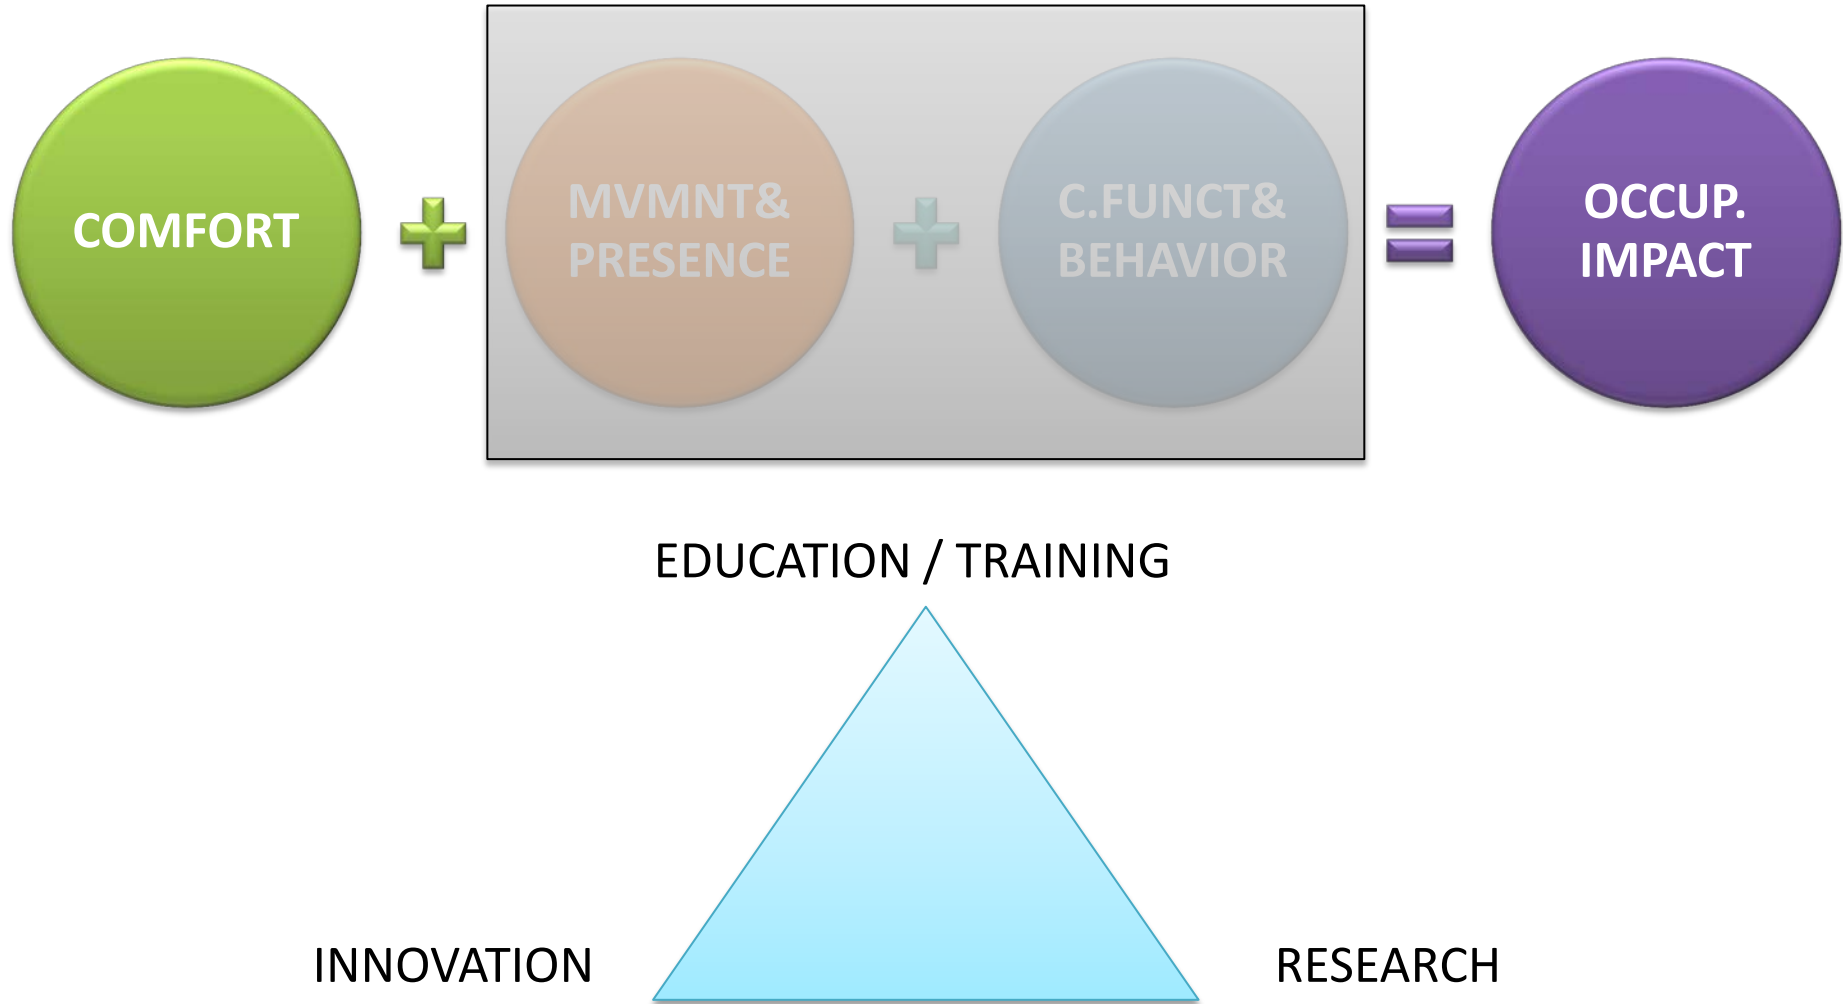 COMFORT
MVMNT&
PRESENCE
C.FUNCT&
BEHAVIOR
OCCUP.
IMPACT
EDUCATION / TRAINING
INNOVATION
RESEARCH